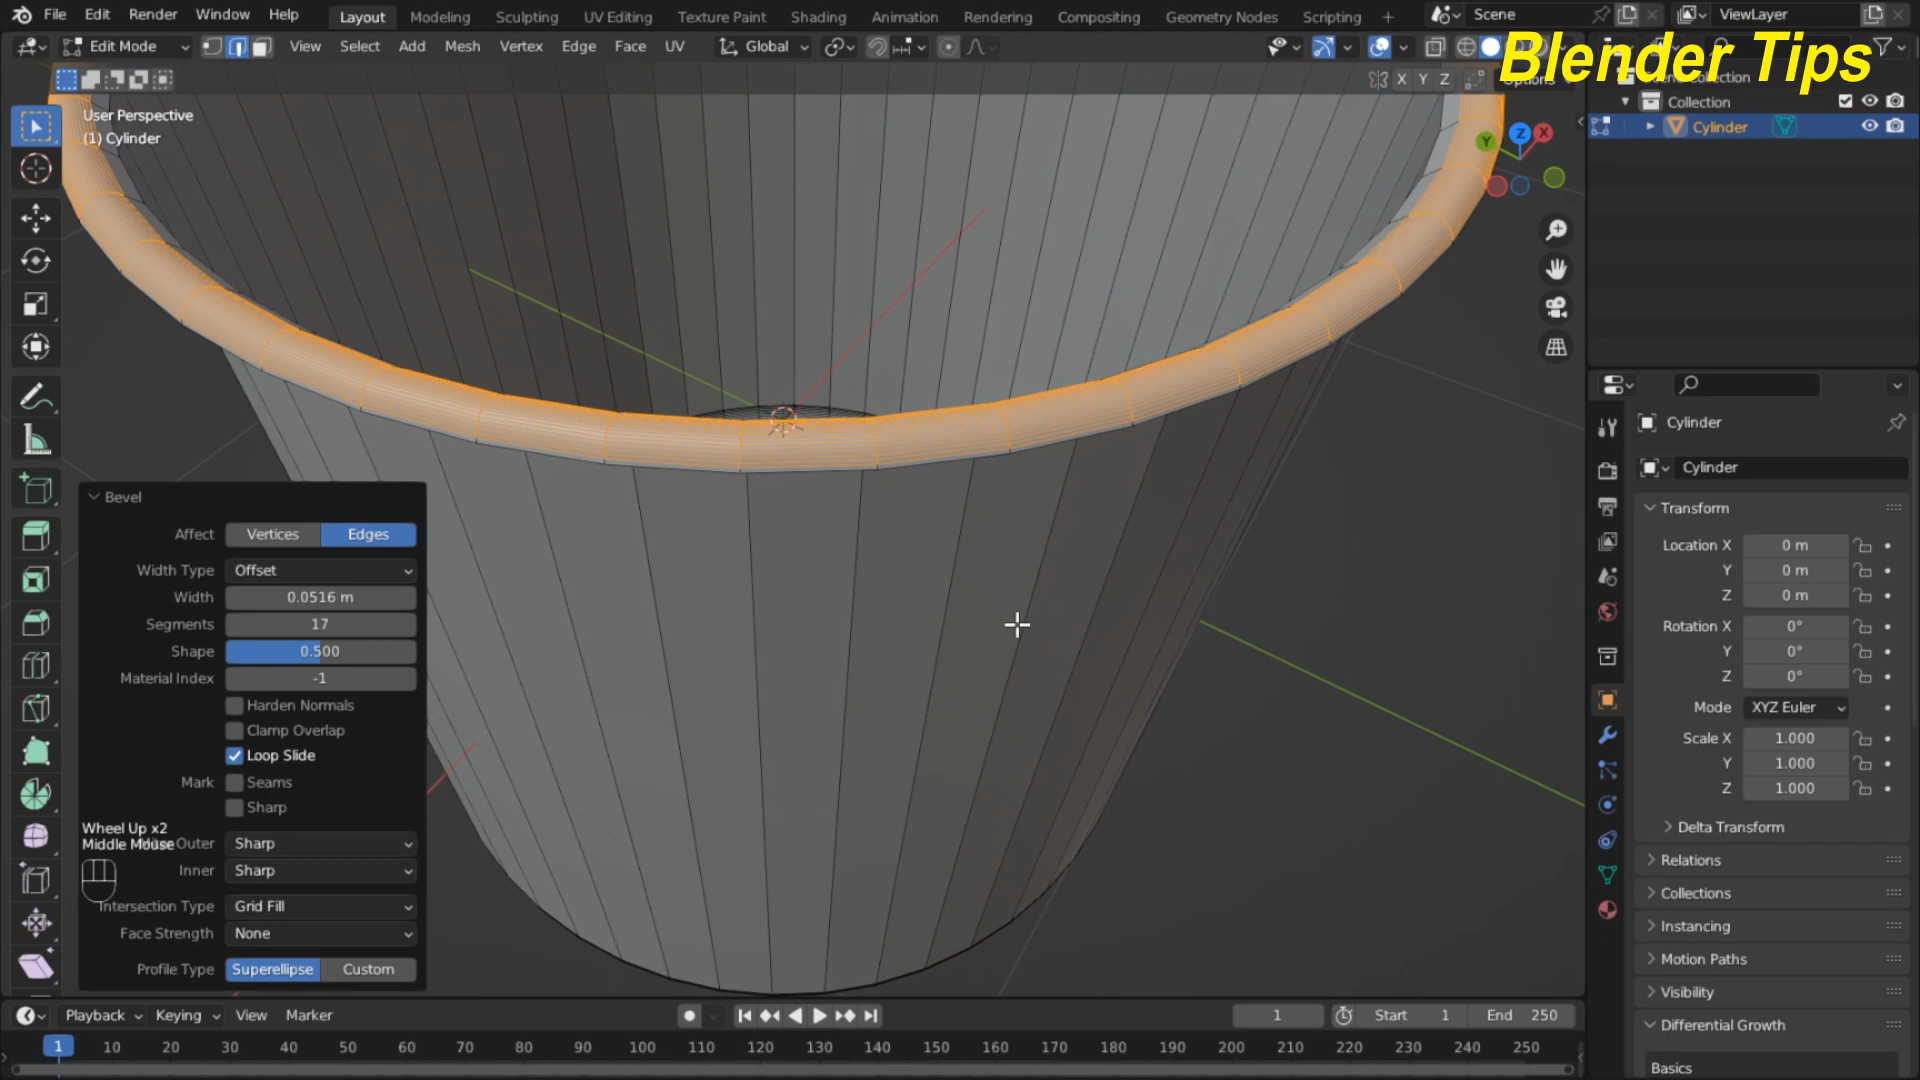 File Edit Render Window Help Layout Modeling Sculpting UV Editing Texture Paint Shading Animation Rendering Compositing Geometry Nodes Scripting + Scene ViewLayer
Edit Mode View Select Add Mesh Vertex Edge Face UV Global
Blender Tips
X Y Z Options
Collection
Cylinder
User Perspective
(1) Cylinder
Z X Y
Bevel
Affect Vertices Edges
Width Type Offset
Width 0.0516 m
Segments 17
Shape 0.500
Material Index -1
Harden Normals
Clamp Overlap
Loop Slide
Mark Seams
Sharp
Wheel Up x2
Middle Mouse
Outer Sharp
Inner Sharp
Intersection Type Grid Fill
Face Strength None
Profile Type Superellipse Custom
Cylinder
Cylinder
Transform
Location X 0 m
Y 0 m
Z 0 m
Rotation X 0°
Y 0°
Z 0°
Mode XYZ Euler
Scale X 1.000
Y 1.000
Z 1.000
Delta Transform
Relations
Collections
Instancing
Motion Paths
Visibility
Differential Growth
Basics
Playback Keying View Marker 1 Start 1 End 250
1 10 20 30 40 50 60 70 80 90 100 110 120 130 140 150 160 170 180 190 200 210 220 230 240 250